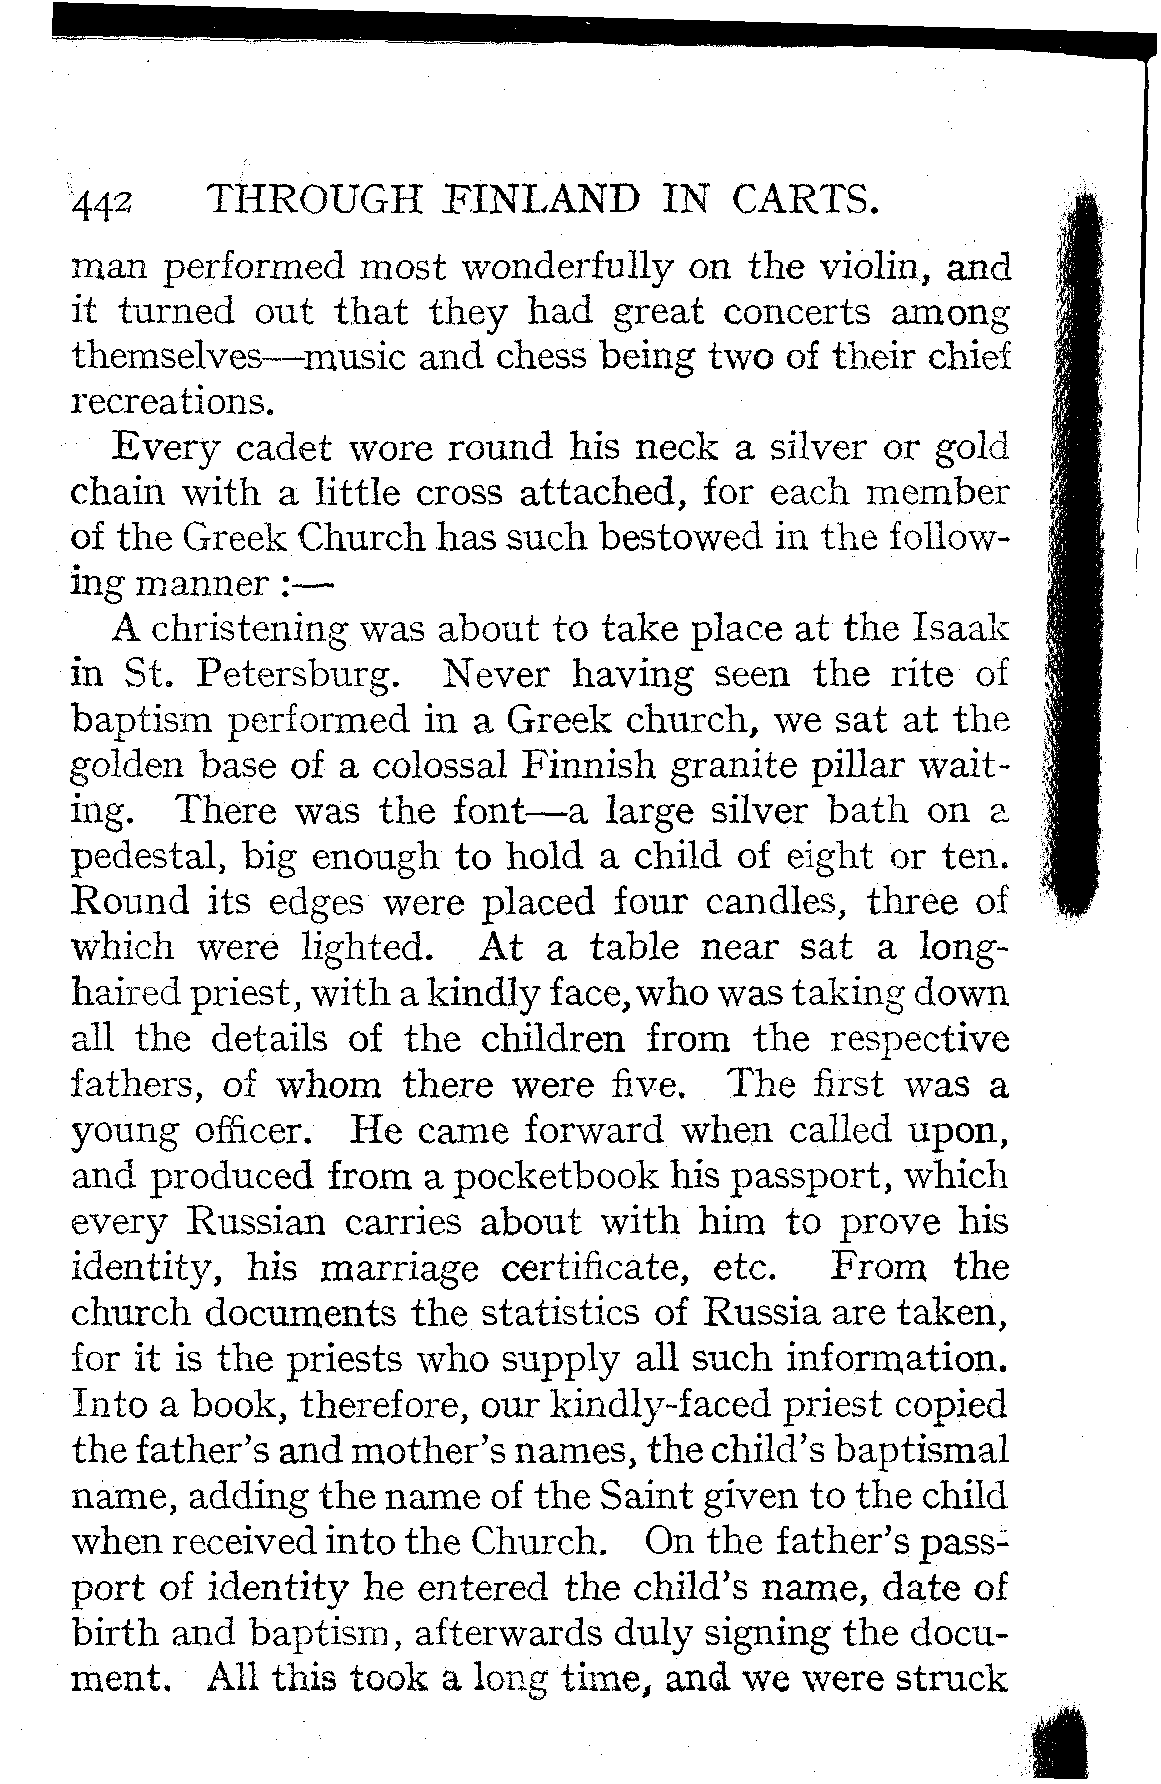 442 THROUGH FINLAND IN CARTS.
man performed most wonderfully on the violin, and
it turned out that they had great concerts among
themselves—music and chess being two of their chief
recreations.
Every cadet wore round his neck a silver or gold
chain with a little cross attached, for each member
of the Greek Church has such bestowed in the follow-
ing manner :—
A christening was about to take place at the Isaak
in St. Petersburg. Never having seen the rite of
baptism performed in a Greek church, we sat at the
golden base of a colossal Finnish granite pillar wait-
ing. There was the font—a large silver bath on a
pedestal, big enough to hold a child of eight or ten.
Round its edges were placed four candles, three of
which were lighted. At a table near sat a long-
haired priest, with a kindly face, who was taking down
all the details of the children from the respective
fathers, of whom there were five. The first was a
young officer. He came forward when called upon,
and produced from a pocketbook his passport, which
every Russian carries about with him to prove his
identity, his marriage certificate, etc. From the
church documents the statistics of Russia are taken,
for it is the priests who supply all such information.
Into a book, therefore, our kindly-faced priest copied
the father's and mother's names, the child's baptismal
name, adding the name of the Saint given to the child
when received into the Church. On the father's pass-
port of identity he entered the child's name, date of
birth and baptism, afterwards duly signing the docu-
ment. All this took a long time, and we were struck